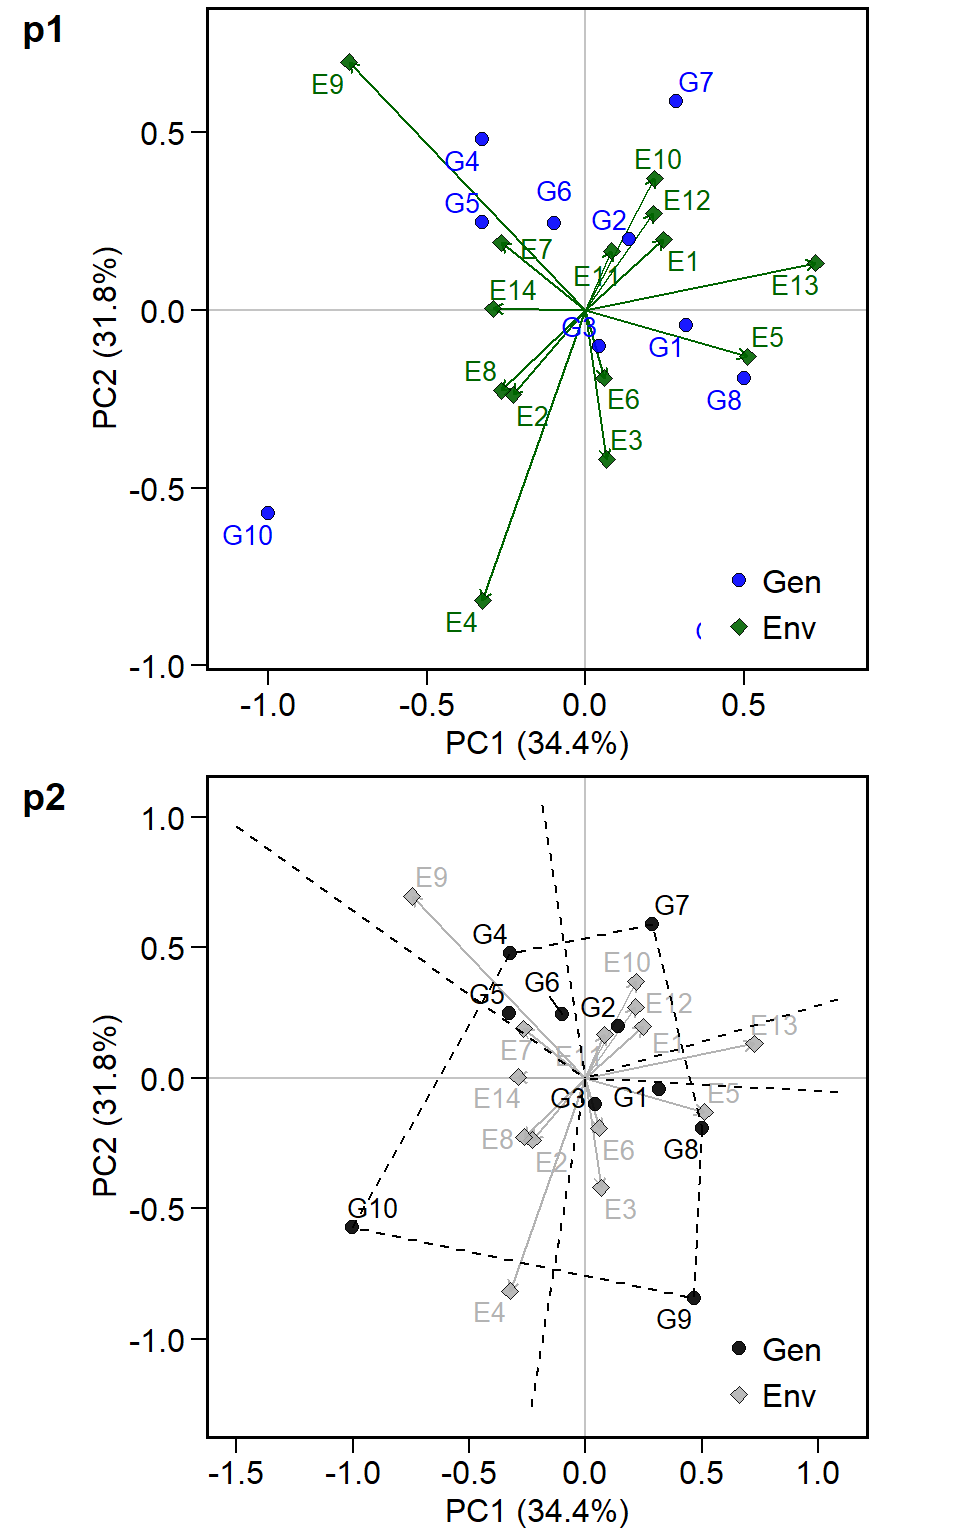 p1
E9
G7
0.5
G4
E10
G5
G6
E12
G2
E7
E1
E11
E14
E13
0.0
G3
G1
E5
E8
E6
G8
E2
E3
-0.5
G10
Gen
E4
Env
-1.0
-1.0 -0.5 0.0 0.5
PC1 (34.4%)
PC2 (31.8%)
p2
1.0
E9
G7
G4
0.5
E10
G5
G6
G2
E12
E13
E7
E11
E1
0.0
E14
G3
G1
E5
E8
E2
E6
G8
-0.5
G10
E3
E4
G9
-1.0
Gen
Env
-1.5 -1.0 -0.5 0.0 0.5 1.0
PC1 (34.4%)
PC2 (31.8%)